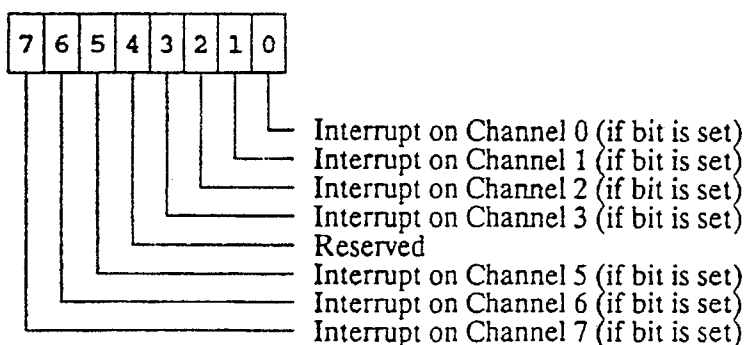 7 6 5 4 3 2 1 0
Interrupt on Channel 0 (if bit is set)
Interrupt on Channel 1 (if bit is set)
Interrupt on Channel 2 (if bit is set)
Interrupt on Channel 3 (if bit is set)
Reserved
Interrupt on Channel 5 (if bit is set)
Interrupt on Channel 6 (if bit is set)
Interrupt on Channel 7 (if bit is set)